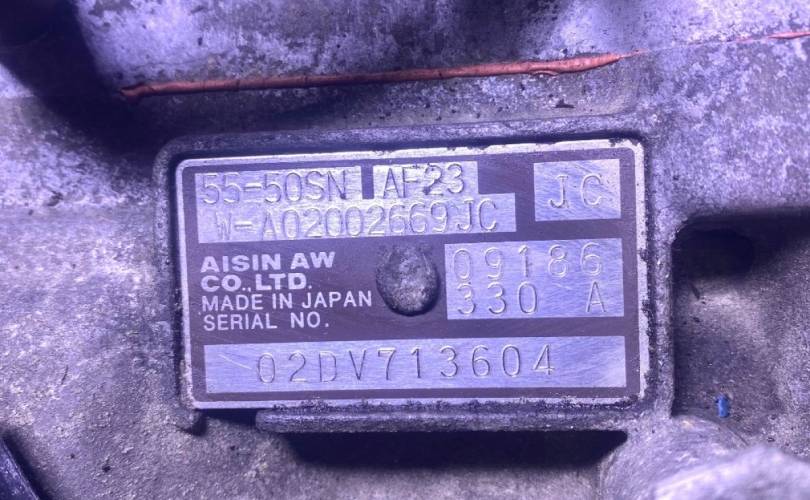 55-50SN AF23
JC
W-A02002669JC
AISIN AW
CO.,LTD.
MADE IN JAPAN
SERIAL NO.
09186
330 A
02DV713604